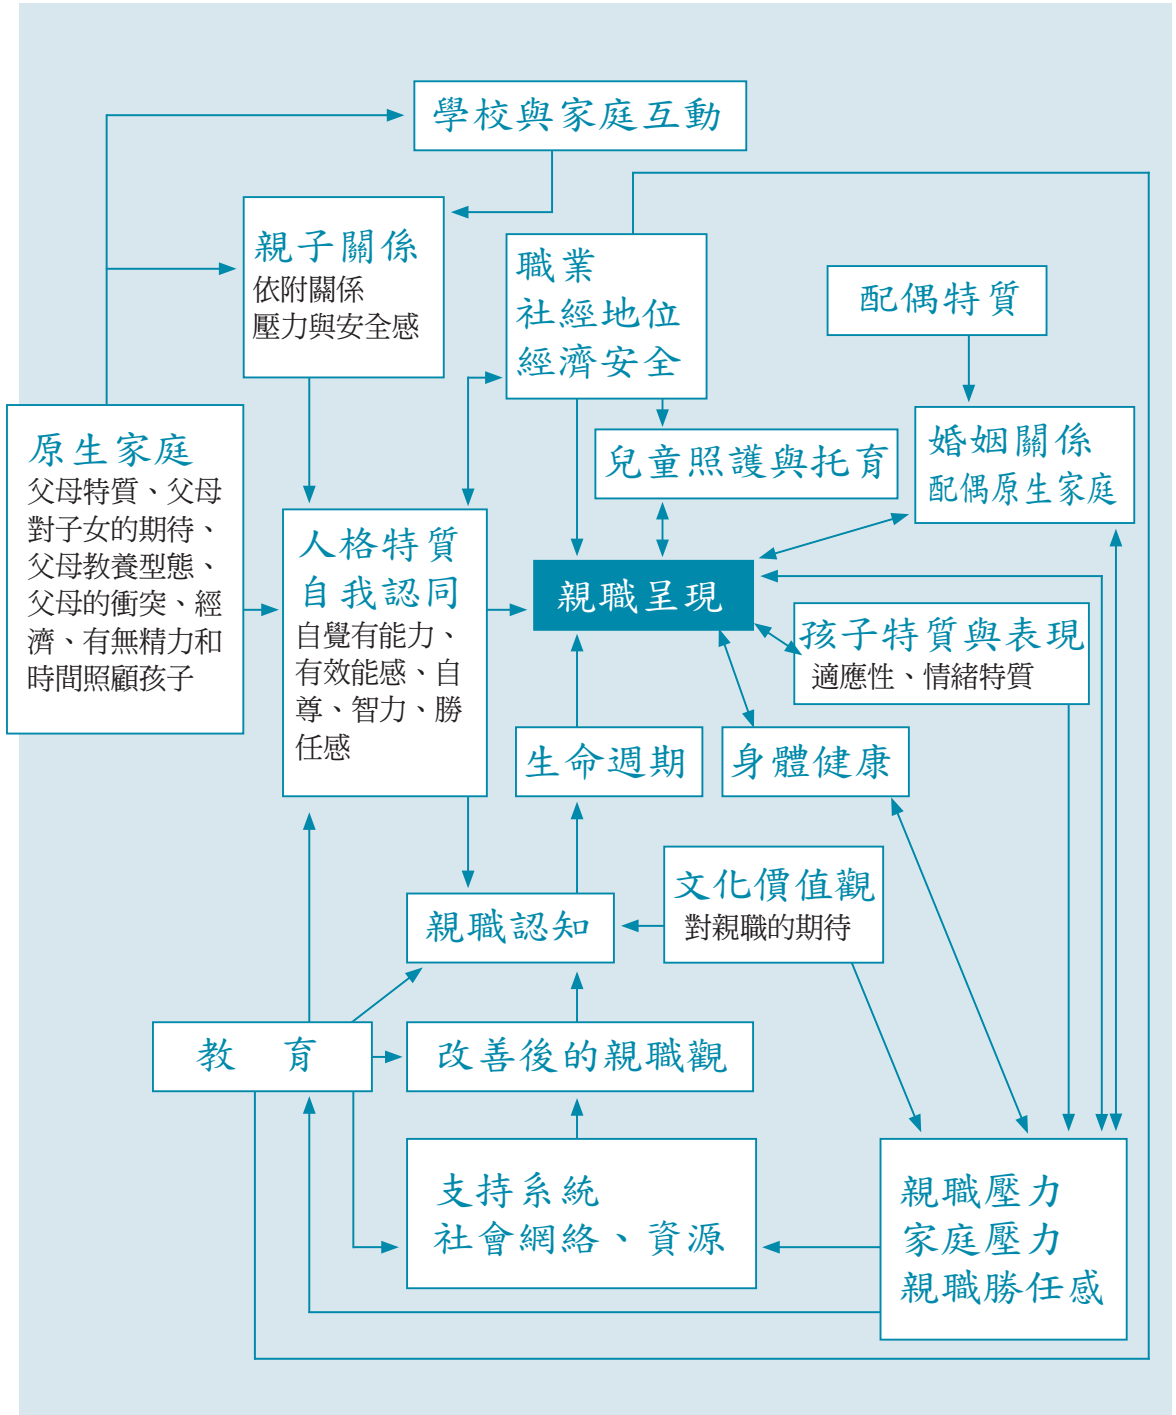 學校與家庭互動
親子關係
依附關係
壓力與安全感
職業
社經地位
經濟安全
配偶特質
原生家庭
父母特質、父母
對子女的期待、
父母教養型態、
父母的衝突、經
濟、有無精力和
時間照顧孩子
兒童照護與托育
婚姻關係
配偶原生家庭
人格特質
自我認同
自覺有能力、
有效能感、自
尊、智力、勝
任感
親職呈現
孩子特質與表現
適應性、情緒特質
生命週期
身體健康
文化價值觀
對親職的期待
親職認知
教 育
改善後的親職觀
支持系統
社會網絡、資源
親職壓力
家庭壓力
親職勝任感